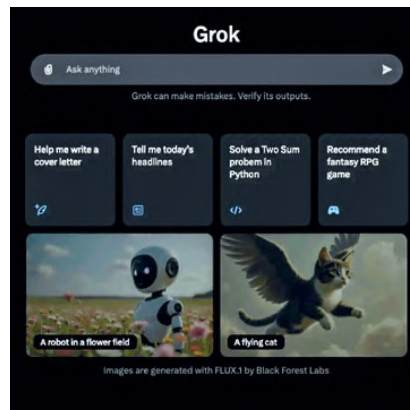 Grok
Ask anything
Grok can make mistakes. Verify its outputs.
Help me write a
cover letter
Tell me today's
headlines
Solve a Two Sum
probem in
Python
Recommend a
fantasy RPG
game
A robot in a flower field
A flying cat
Images are generated with FLUX.1 by Black Forest Labs